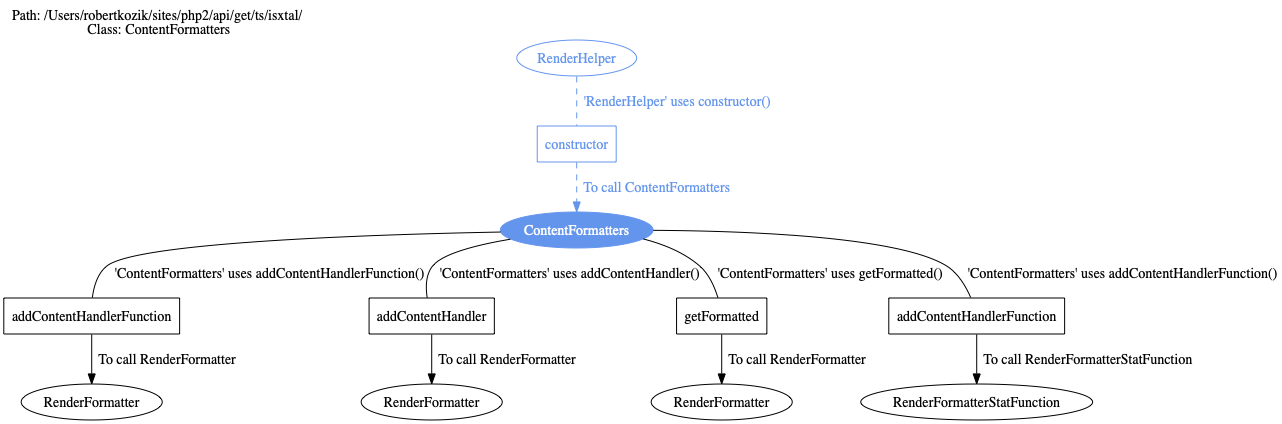 Path: /Users/robertkozik/sites/php2/api/get/ts/isxtal/
Class: ContentFormatters
RenderHelper
'RenderHelper' uses constructor()
constructor
To call ContentFormatters
ContentFormatters
'ContentFormatters' uses addContentHandlerFunction()
'ContentFormatters' uses addContentHandler()
'ContentFormatters' uses getFormatted()
'ContentFormatters' uses addContentHandlerFunction()
addContentHandlerFunction
addContentHandler
getFormatted
addContentHandlerFunction
To call RenderFormatter
To call RenderFormatter
To call RenderFormatter
To call RenderFormatterStatFunction
RenderFormatter
RenderFormatter
RenderFormatter
RenderFormatterStatFunction